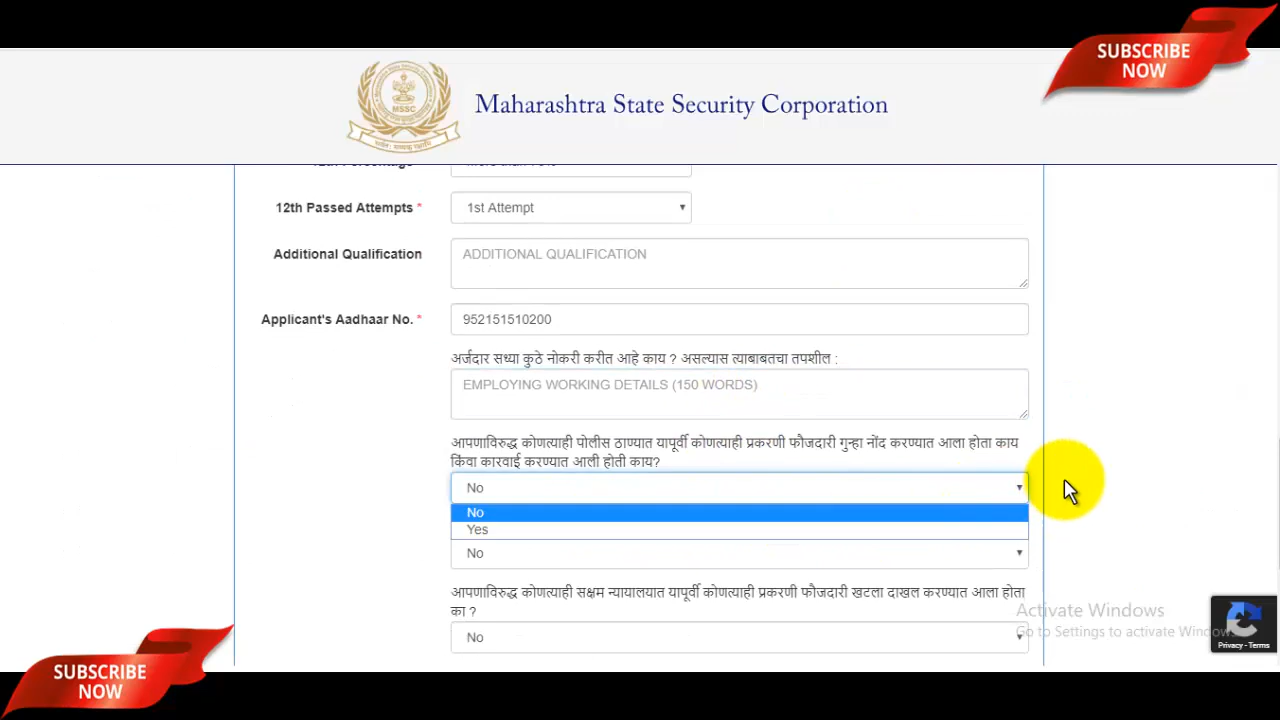 SUBSCRIBE
NOW
MSSC
Maharashtra State Security Corporation
12th Passed Attempts *
1st Attempt
Additional Qualification
ADDITIONAL QUALIFICATION
Applicant's Aadhaar No. *
952151510200
अर्जदार सध्या कुठे नोकरी करीत आहे काय ? असल्यास त्याबाबतचा तपशील :
EMPLOYING WORKING DETAILS (150 WORDS)
आपणाविरुद्ध कोणत्याही पोलीस ठाण्यात यापूर्वी कोणत्याही प्रकरणी फौजदारी गुन्हा नोंद करण्यात आला होता काय
किंवा कारवाई करण्यात आली होती काय?
No
No
Yes
No
आपणाविरुद्ध कोणत्याही सक्षम न्यायालयात यापूर्वी कोणत्याही प्रकरणी फौजदारी खटला दाखल करण्यात आला होता
का ?
No
Activate Windows
Go to Settings to activate Windows.
Privacy - Terms
SUBSCRIBE
NOW